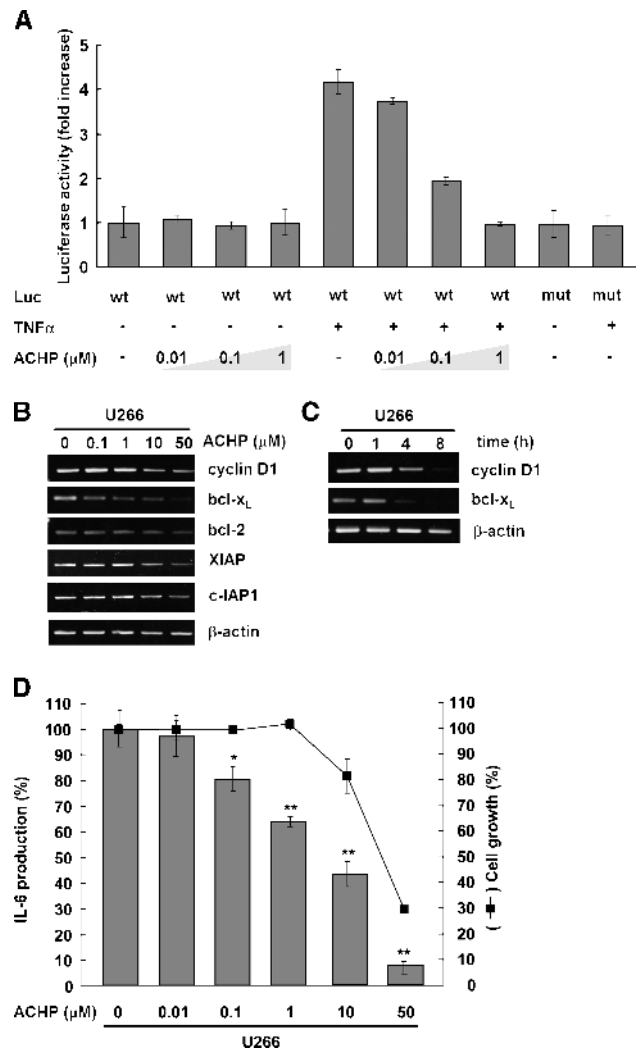 A
Luciferase activity (fold increase)
5
4
3
2
1
0
Luc wt wt wt wt wt wt wt wt mut mut
TNFα - - - - + + + + - +
ACHP (μM) - 0.01 0.1 1 - 0.01 0.1 1 - -
B
U266
0 0.1 1 10 50 ACHP (μM)
cyclin D1
bcl-xL
bcl-2
XIAP
c-IAP1
β-actin
C
U266
0 1 4 8 time (h)
cyclin D1
bcl-xL
β-actin
D
IL-6 production (%)
110
100
90
80
70
60
50
40
30
20
10
0
* ** ** **
110
100
90
80
70
60
50
40
30
20
10
0
(-■-) Cell growth (%)
ACHP (μM) 0 0.01 0.1 1 10 50
U266